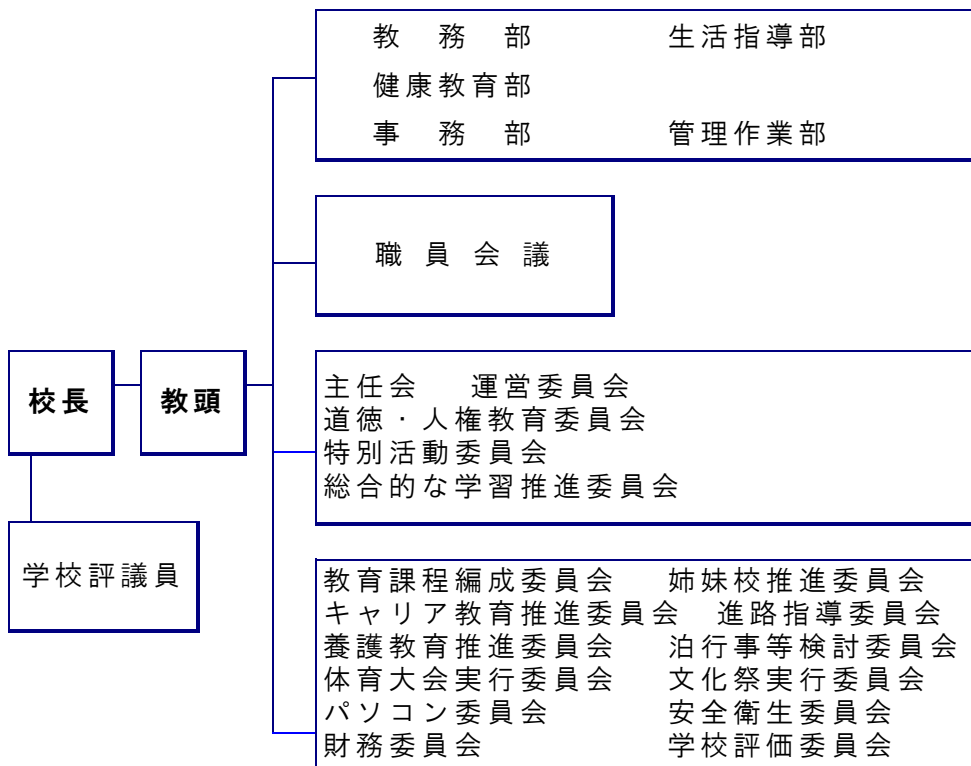 教務部 生活指導部
健康教育部
事務部 管理作業部
職員会議
校長 教頭
主任会 運営委員会
道徳・人権教育委員会
特別活動委員会
総合的な学習推進委員会
学校評議員
教育課程編成委員会 姉妹校推進委員会
キャリア教育推進委員会 進路指導委員会
養護教育推進委員会 泊行事等検討委員会
体育大会実行委員会 文化祭実行委員会
パソコン委員会 安全衛生委員会
財務委員会 学校評価委員会